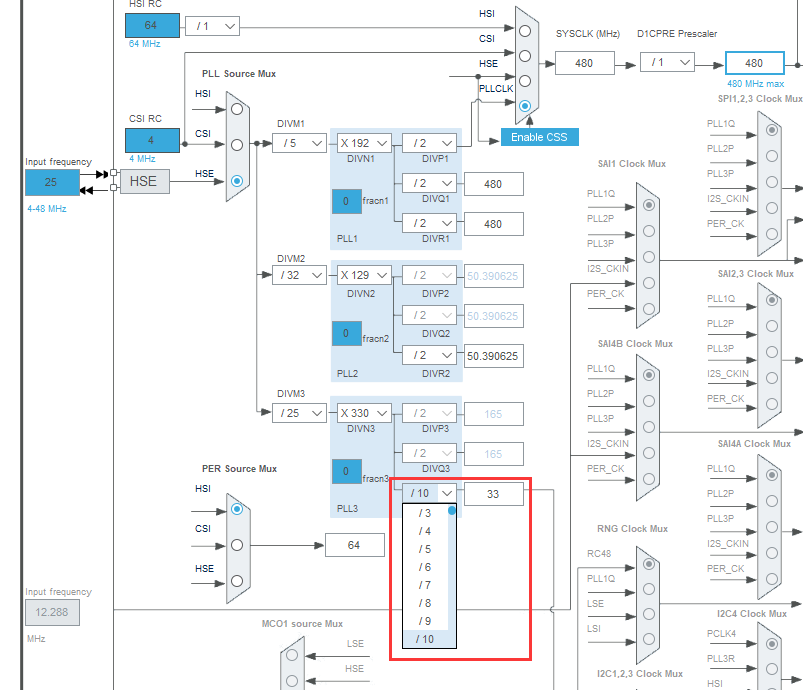 HSI RC
64
64 MHz
/ 1
HSI
CSI
HSE
PLLCLK
SYSCLK (MHz)
480
D1CPRE Prescaler
/ 1
480
480 MHz max
Enable CSS
PLL Source Mux
HSI
CSI
HSE
CSI RC
4
4 MHz
Input frequency
25
4-48 MHz
HSE
DIVM1
/ 5
X 192
DIVN1
0
fracn1
PLL1
/ 2
DIVP1
/ 2
480
DIVQ1
/ 2
480
DIVR1
DIVM2
/ 32
X 129
DIVN2
0
fracn2
PLL2
/ 2
50.390625
DIVP2
/ 2
50.390625
DIVQ2
/ 2
50.390625
DIVR2
DIVM3
/ 25
X 330
DIVN3
0
fracn3
PLL3
/ 2
165
DIVP3
/ 2
165
DIVQ3
/ 10
33
/ 3
/ 4
/ 5
/ 6
/ 7
/ 8
/ 9
/ 10
PER Source Mux
HSI
CSI
HSE
64
Input frequency
12.288
MHz
MCO1 source Mux
LSE
HSE
SPI1,2,3 Clock Mux
PLL1Q
PLL2P
PLL3P
I2S_CKIN
PER_CK
SAI1 Clock Mux
PLL1Q
PLL2P
PLL3P
I2S_CKIN
PER_CK
SAI2,3 Clock Mux
PLL1Q
PLL2P
PLL3P
I2S_CKIN
PER_CK
SAI4B Clock Mux
PLL1Q
PLL2P
PLL3P
I2S_CKIN
PER_CK
SAI4A Clock Mux
PLL1Q
PLL2P
PLL3P
I2S_CKIN
PER_CK
RNG Clock Mux
RC48
PLL1Q
LSE
LSI
I2C4 Clock Mux
PCLK4
PLL3R
HSI
I2C1,2,3 Clock Mux